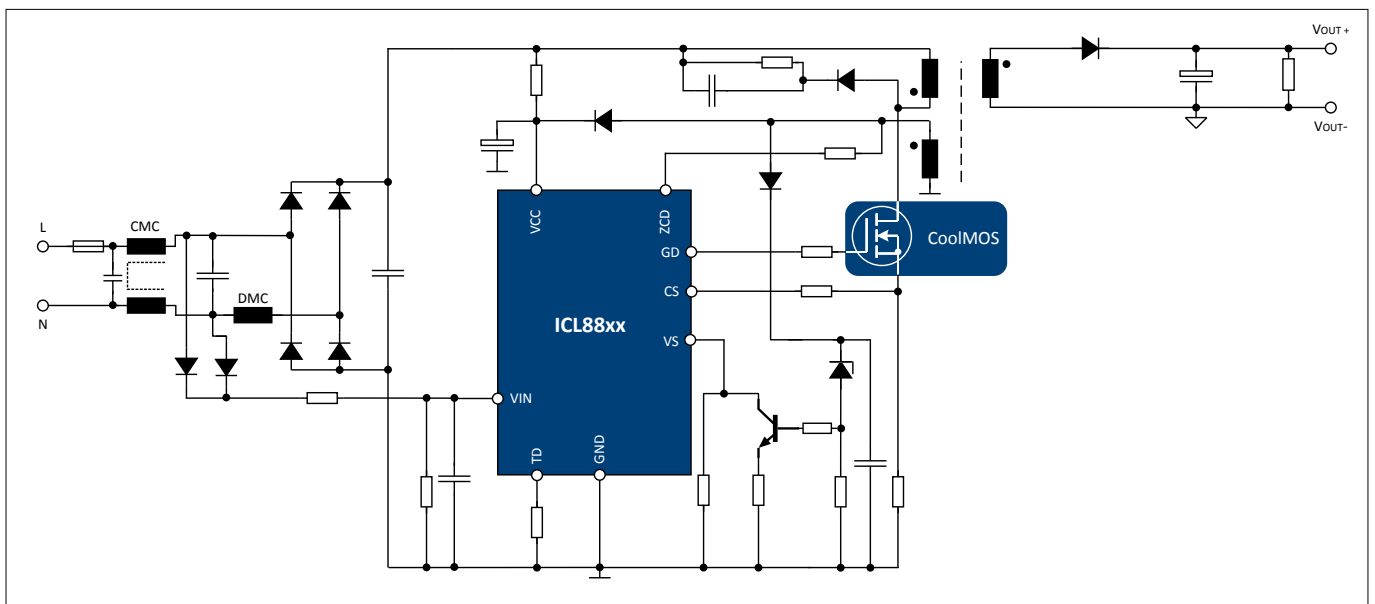 VOUT +
VOUT-
L
CMC
VCC
ZCD
GD
CoolMOS
DMC
CS
N
ICL88xx
VS
VIN
TD
GND